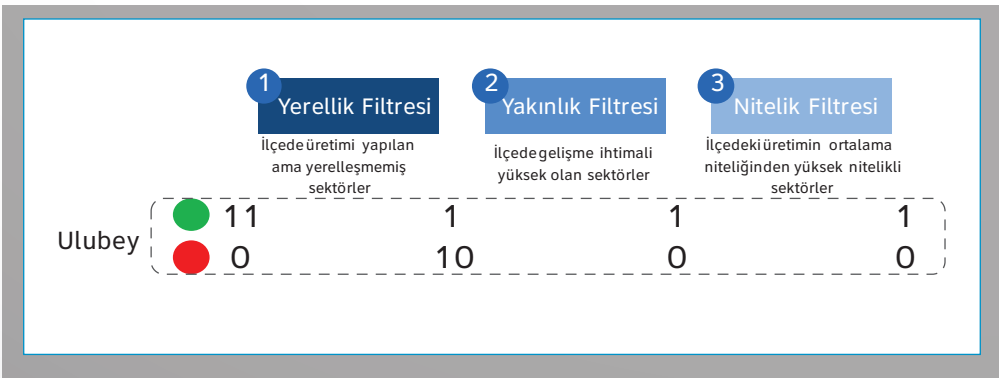 1
Yerellik Filtresi
İlçede üretimi yapılan
ama yerelleşmemiş
sektörler
2
Yakınlık Filtresi
İlçede gelişme ihtimali
yüksek olan sektörler
3
Nitelik Filtresi
İlçedeki üretimin ortalama
niteliğinden yüksek nitelikli
sektörler
Ulubey
11 1 1 1
0 10 0 0